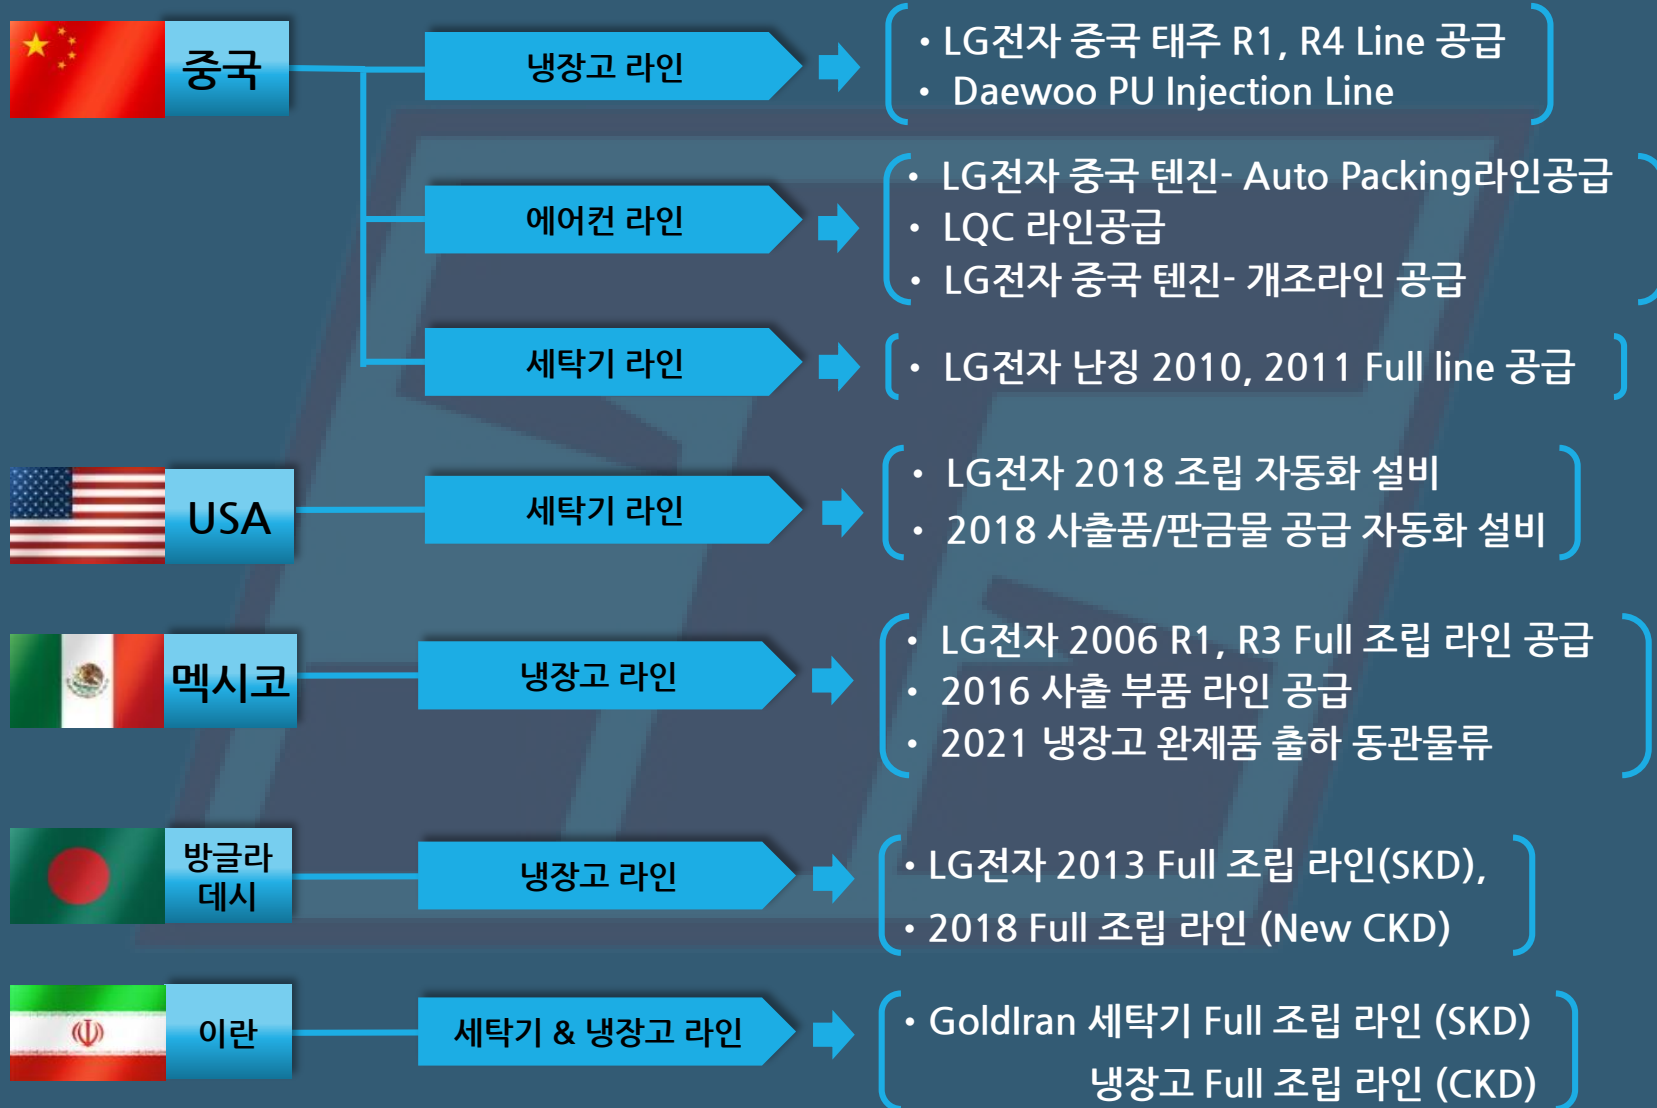 중국
냉장고 라인
• LG전자 중국 태주 R1, R4 Line 공급
• Daewoo PU Injection Line
에어컨 라인
• LG전자 중국 텐진- Auto Packing라인공급
• LQC 라인공급
• LG전자 중국 텐진- 개조라인 공급
세탁기 라인
• LG전자 난징 2010, 2011 Full line 공급
USA
세탁기 라인
• LG전자 2018 조립 자동화 설비
• 2018 사출품/판금물 공급 자동화 설비
멕시코
냉장고 라인
• LG전자 2006 R1, R3 Full 조립 라인 공급
• 2016 사출 부품 라인 공급
• 2021 냉장고 완제품 출하 동관물류
방글라
데시
냉장고 라인
• LG전자 2013 Full 조립 라인(SKD),
• 2018 Full 조립 라인 (New CKD)
이란
세탁기 & 냉장고 라인
• GoldIran 세탁기 Full 조립 라인 (SKD)
냉장고 Full 조립 라인 (CKD)